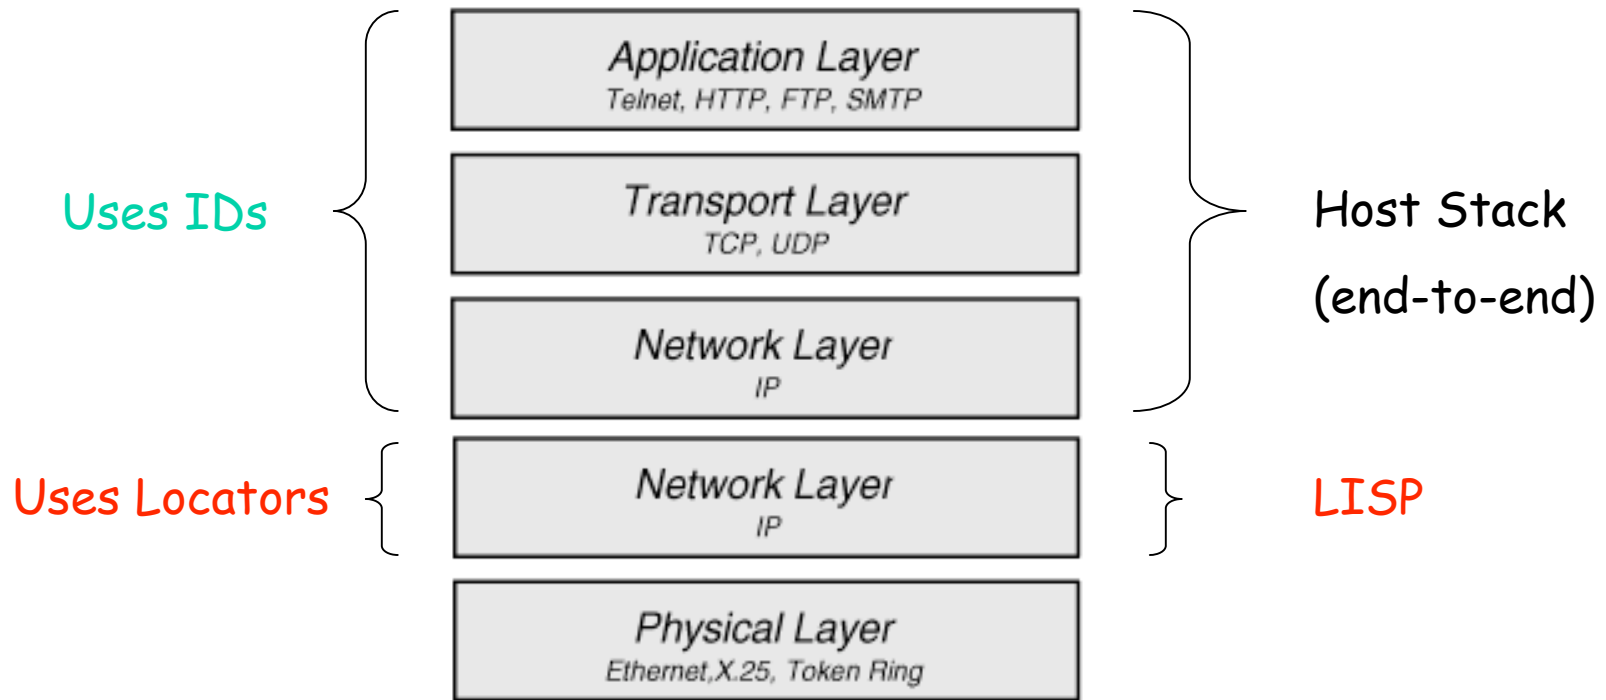 Application Layer
Telnet, HTTP, FTP, SMTP
Uses IDs
Transport Layer
TCP, UDP
Host Stack
(end-to-end)
Network Layer
IP
Uses Locators
Network Layer
IP
LISP
Physical Layer
Ethernet,X.25, Token Ring